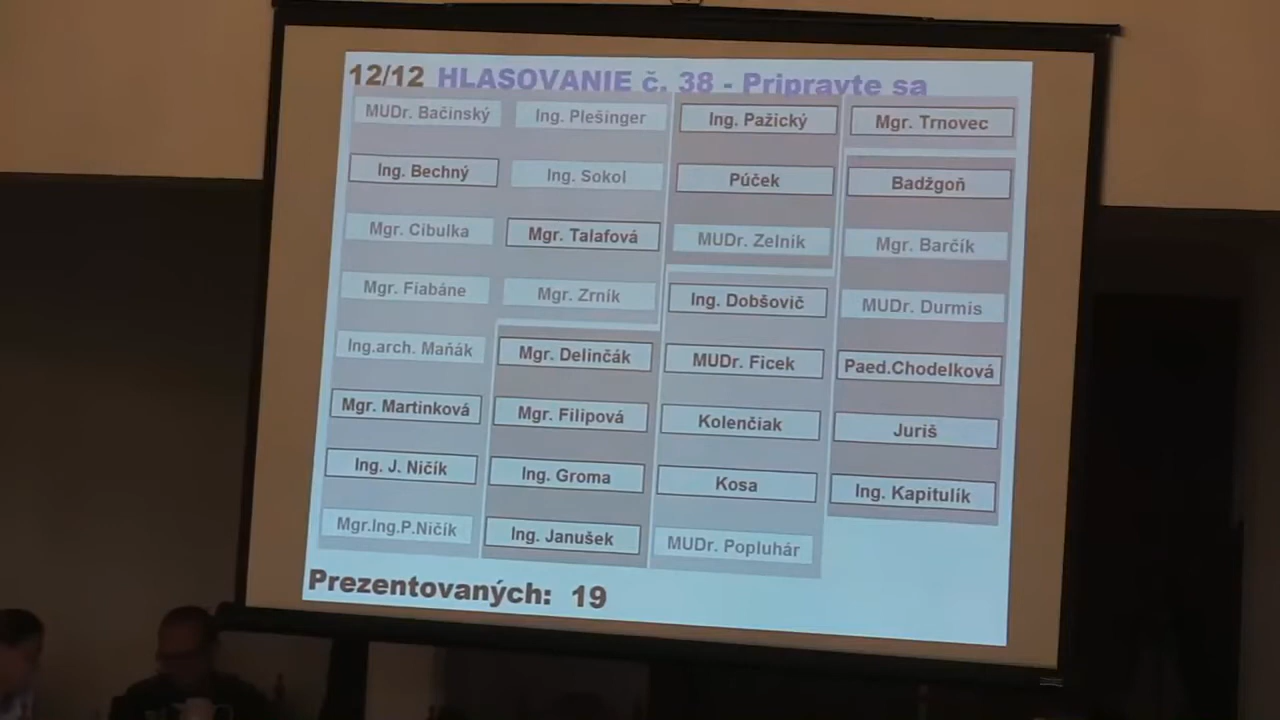 12/12 HLASOVANIE č. 38 - Pripravte sa
MUDr. Bačinský
Ing. Plešinger
Ing. Pažický
Mgr. Trnovec
Ing. Bechný
Ing. Sokol
Púček
Badžgoň
Mgr. Cibulka
Mgr. Talafová
MUDr. Zelník
Mgr. Barčík
Mgr. Fiabáne
Mgr. Zrník
Ing. Dobšovič
MUDr. Durmis
Ing.arch. Maňák
Mgr. Delinčák
MUDr. Ficek
Paed.Chodelková
Mgr. Martinková
Mgr. Filipová
Kolenčiak
Juriš
Ing. J. Ničík
Ing. Groma
Kosa
Ing. Kapitulík
Mgr.Ing.P.Ničík
Ing. Janušek
MUDr. Popluhár
Prezentovaných: 19